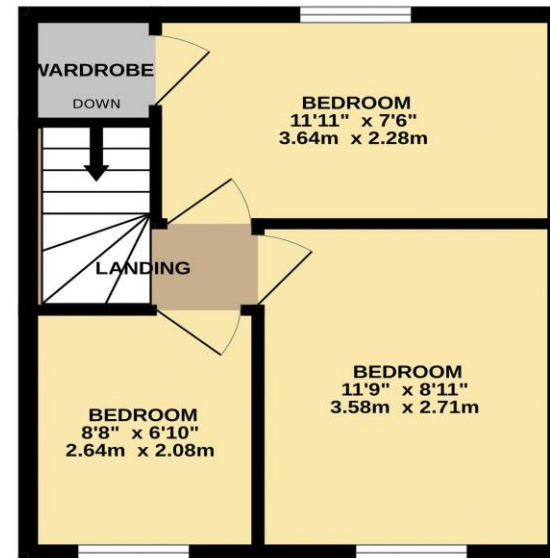 WARDROBE
DOWN
BEDROOM
11'11" x 7'6"
3.64m x 2.28m
LANDING
BEDROOM
11'9" x 8'11"
3.58m x 2.71m
BEDROOM
8'8" x 6'10"
2.64m x 2.08m